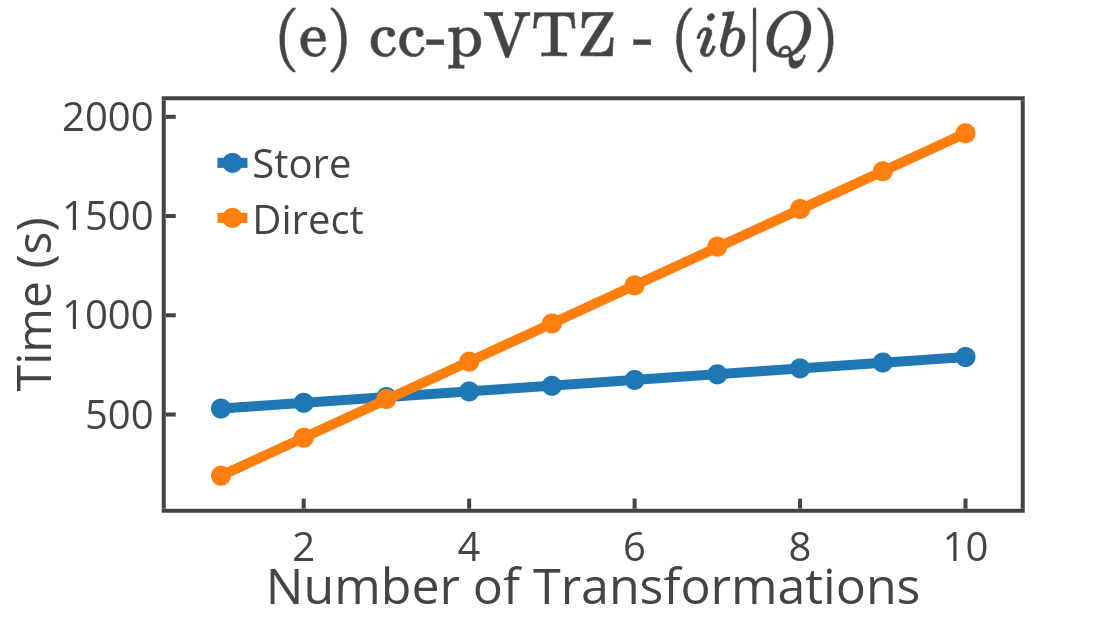 (e) cc-pVTZ - (ib|Q)
2000
1500
1000
500
Time (s)
Store
Direct
2 4 6 8 10
Number of Transformations